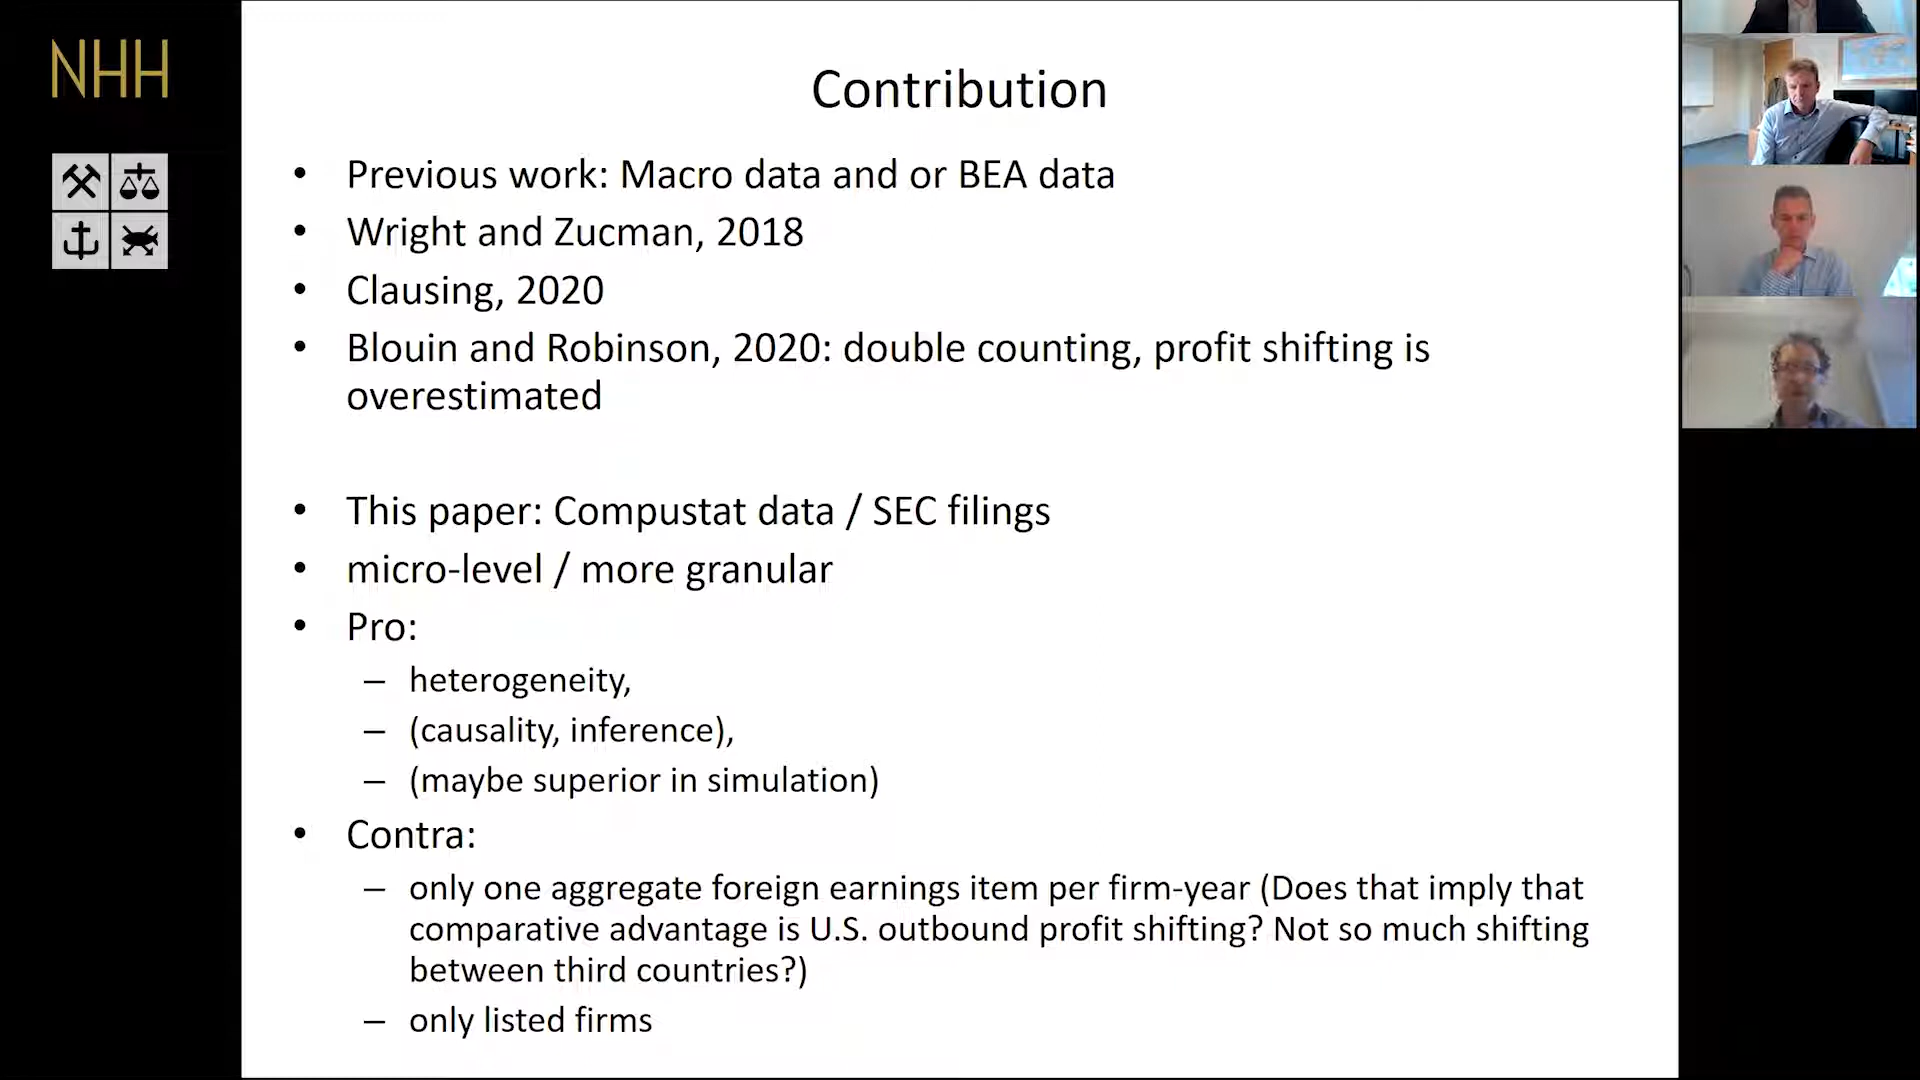 NHH
Contribution
• Previous work: Macro data and or BEA data
• Wright and Zucman, 2018
• Clausing, 2020
• Blouin and Robinson, 2020: double counting, profit shifting is
overestimated
• This paper: Compustat data / SEC filings
• micro-level / more granular
• Pro:
– heterogeneity,
– (causality, inference),
– (maybe superior in simulation)
• Contra:
– only one aggregate foreign earnings item per firm-year (Does that imply that
comparative advantage is U.S. outbound profit shifting? Not so much shifting
between third countries?)
– only listed firms